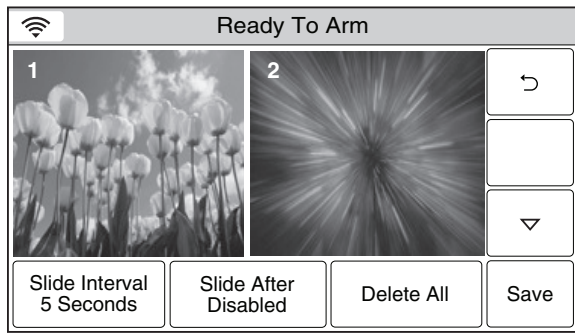 Ready To Arm
1
2
Slide Interval
5 Seconds
Slide After
Disabled
Delete All
Save